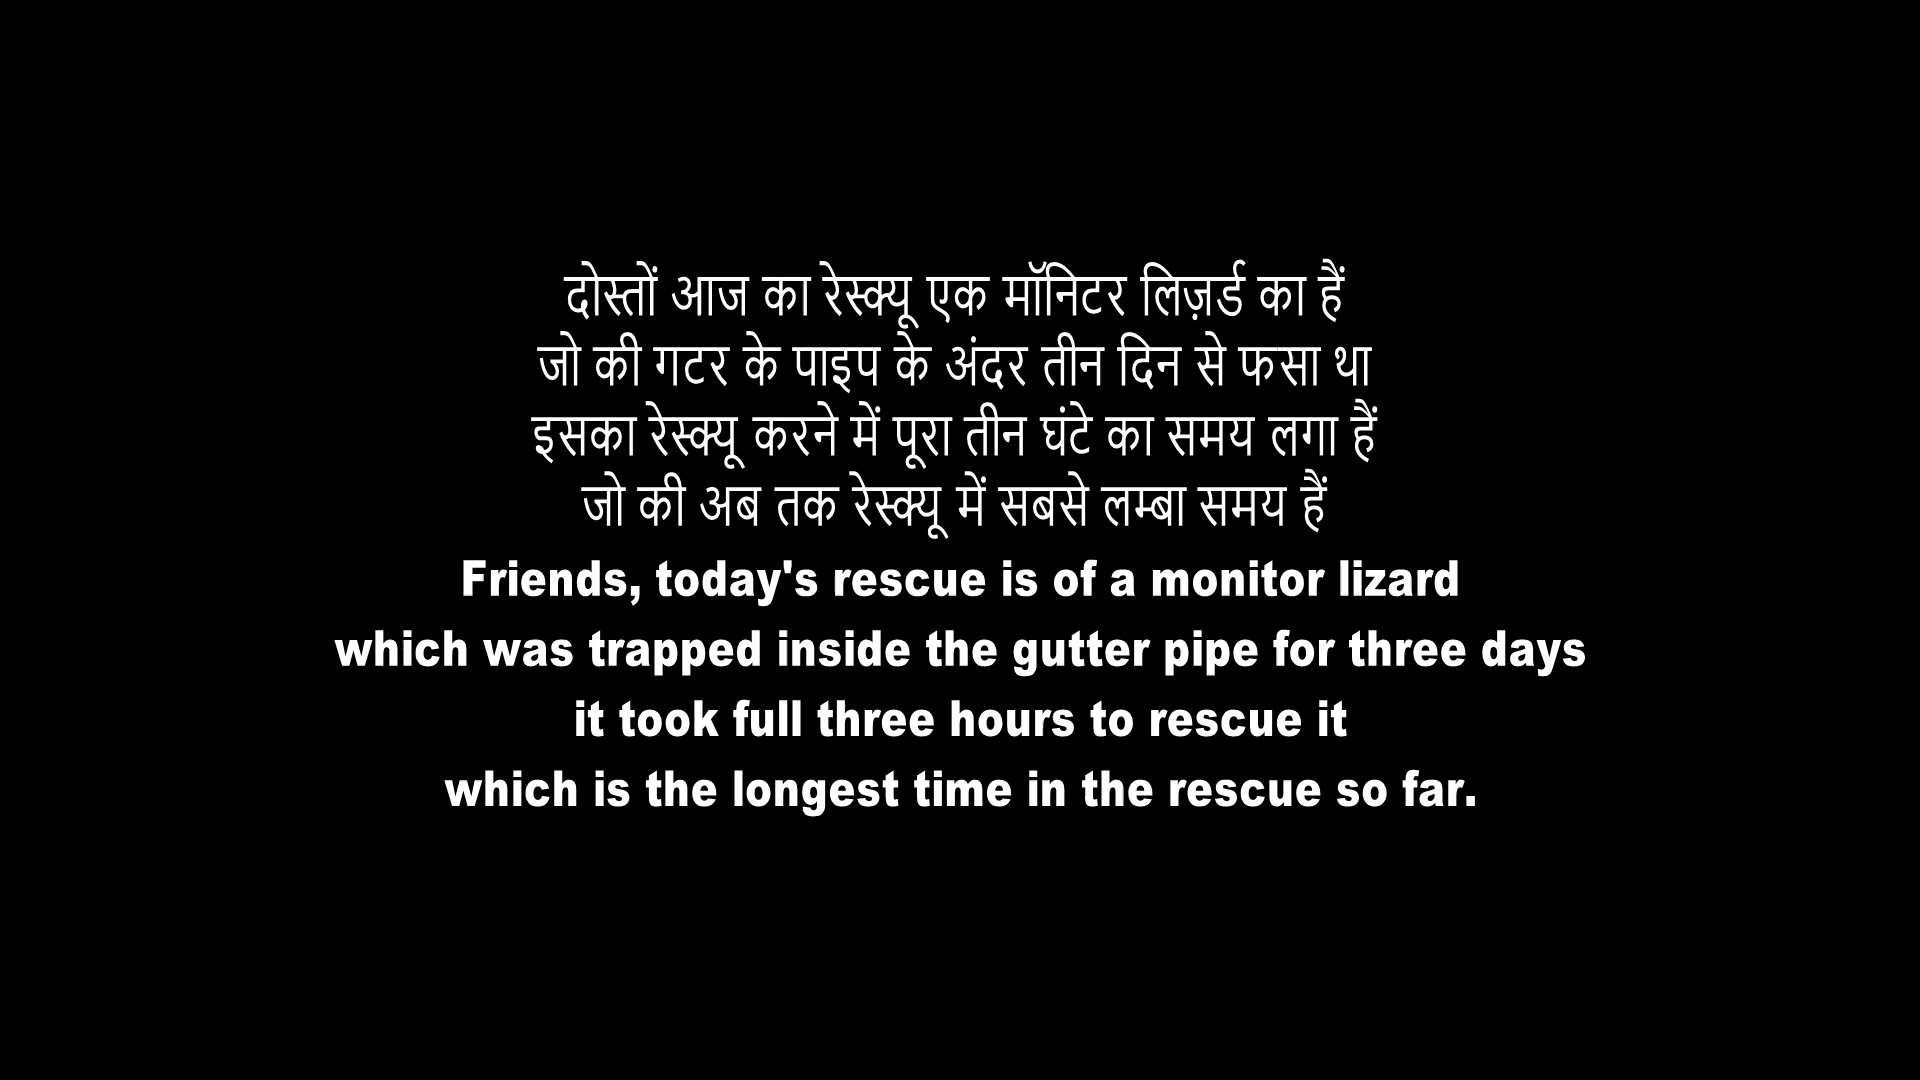 दोस्तों आज का रेस्क्यू एक मॉनिटर लिज़र्ड का हैं
जो की गटर के पाइप के अंदर तीन दिन से फसा था
इसका रेस्क्यू करने में पूरा तीन घंटे का समय लगा हैं
जो की अब तक रेस्क्यू में सबसे लम्बा समय हैं
Friends, today's rescue is of a monitor lizard
which was trapped inside the gutter pipe for three days
it took full three hours to rescue it
which is the longest time in the rescue so far.